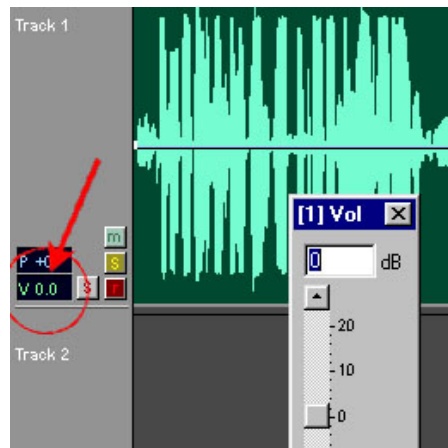 Track 1
[1] Vol
0 dB
m
P +0 S
V 0.0 S r
20
10
0
Track 2